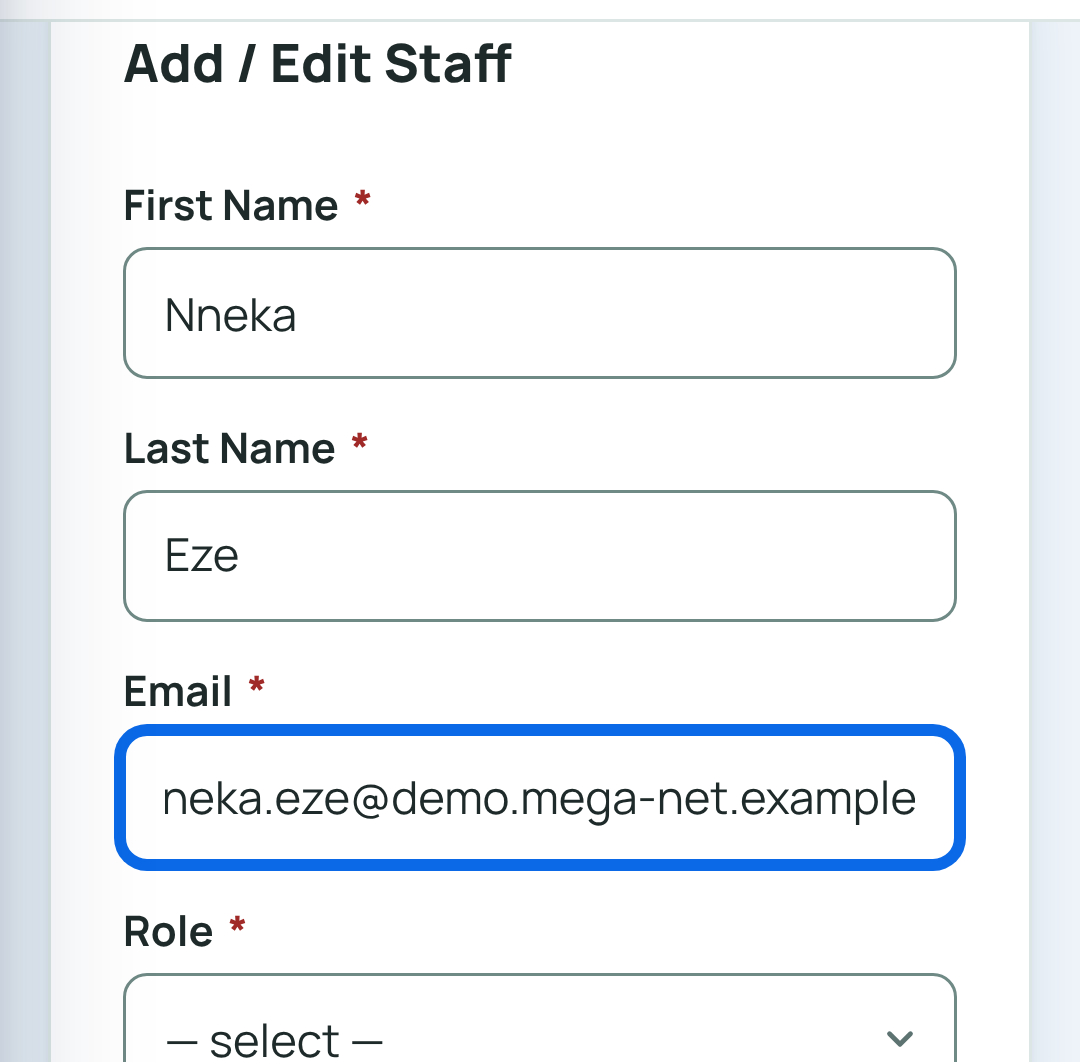 Add / Edit Staff
First Name *
Nneka
Last Name *
Eze
Email *
neka.eze@demo.mega-net.example
Role *
— select —